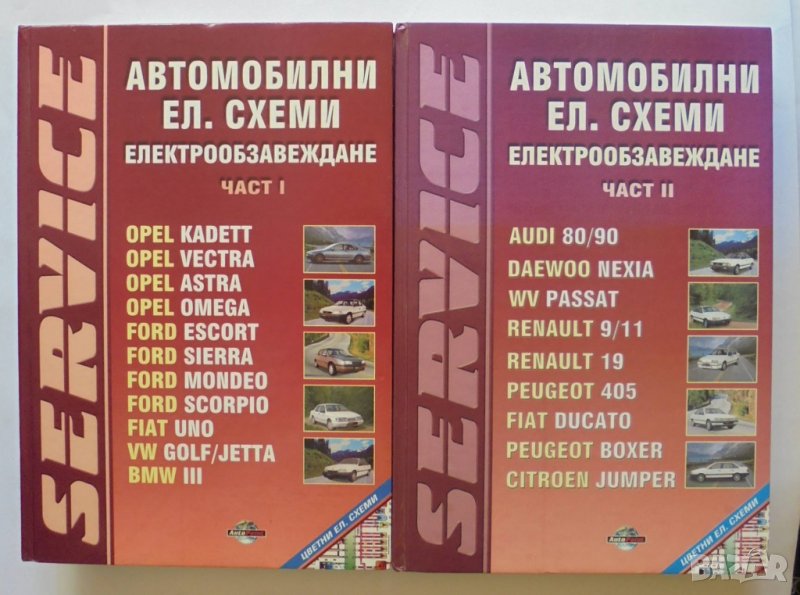 SERVICE
АВТОМОБИЛНИ
ЕЛ. СХЕМИ
ЕЛЕКТРООБЗАВЕЖДАНЕ
ЧАСТ I
OPEL KADETT
OPEL VECTRA
OPEL ASTRA
OPEL OMEGA
FORD ESCORT
FORD SIERRA
FORD MONDEO
FORD SCORPIO
FIAT UNO
VW GOLF/JETTA
BMW III
ЦВЕТНИ ЕЛ. СХЕМИ
SERVICE
АВТОМОБИЛНИ
ЕЛ. СХЕМИ
ЕЛЕКТРООБЗАВЕЖДАНЕ
ЧАСТ II
AUDI 80/90
DAEWOO NEXIA
WV PASSAT
RENAULT 9/11
RENAULT 19
PEUGEOT 405
FIAT DUCATO
PEUGEOT BOXER
CITROEN JUMPER
ЦВЕТНИ ЕЛ. СХЕМИ
BAZAR